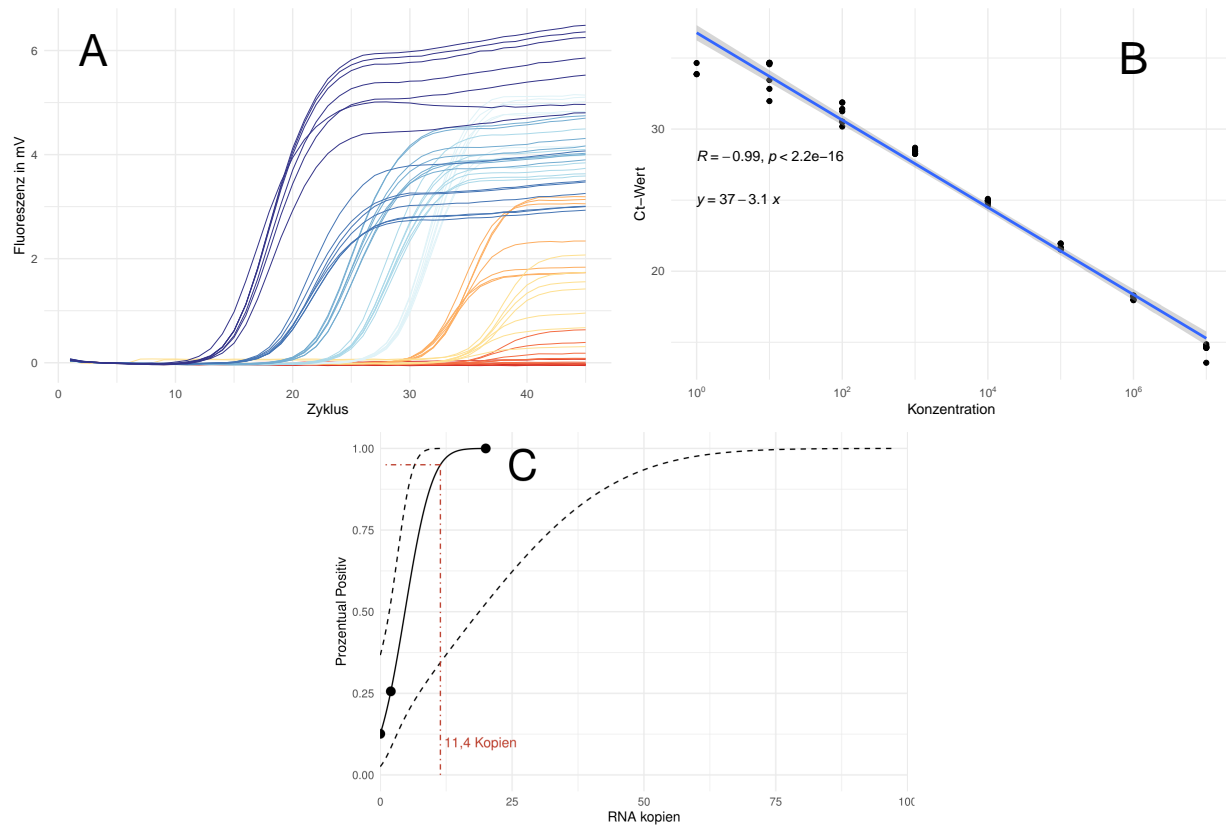 A
Fluoreszenz in mV
6
4
2
0
0
10
20
30
40
Zyklus
B
Ct−Wert
30
20
R = −0.99, p < 2.2e−16
y = 37 − 3.1 x
10⁰
10²
10⁴
10⁶
Konzentration
C
Prozentual Positiv
1.00
0.75
0.50
0.25
0.00
11,4 Kopien
0
25
50
75
100
RNA kopien